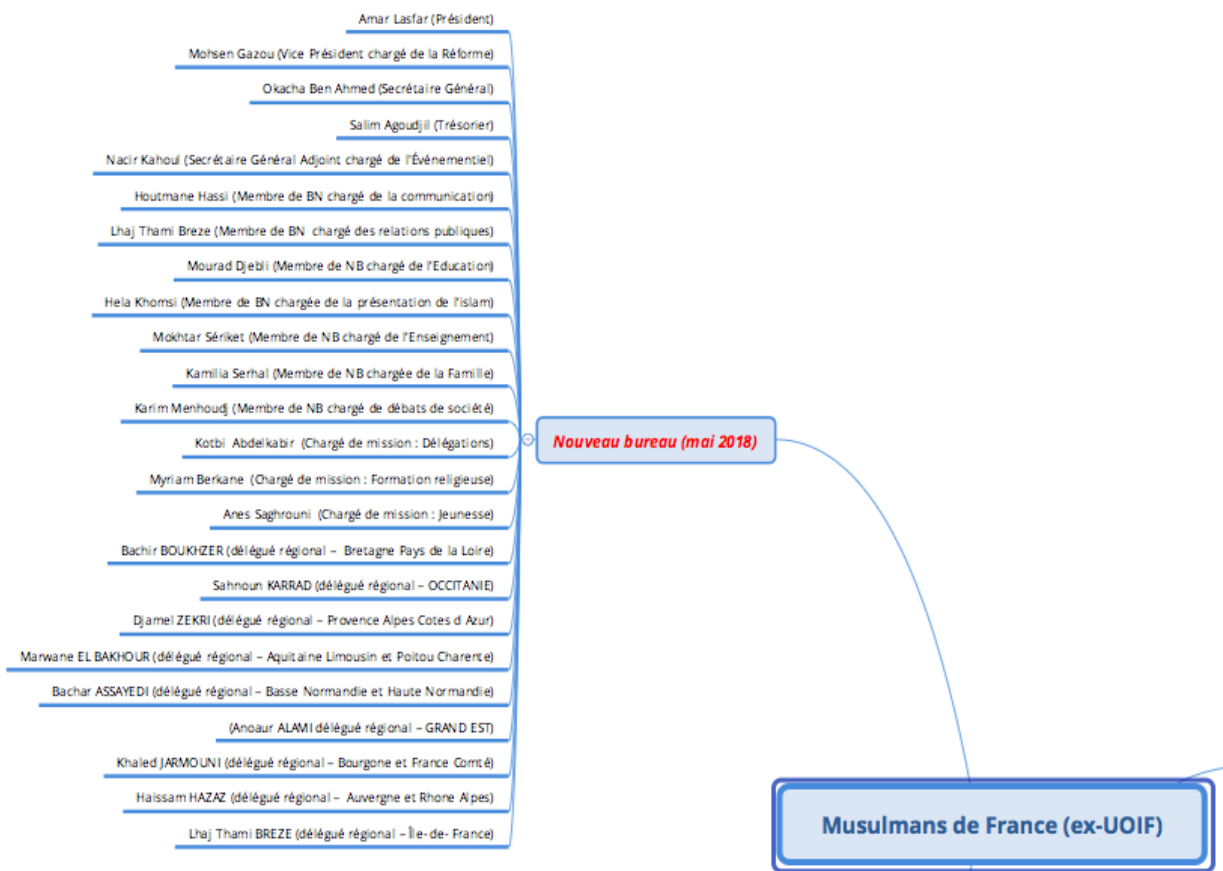 Amar Lasfar (Président)
Mohsen Gazou (Vice Président chargé de la Réforme)
Okacha Ben Ahmed (Secrétaire Général)
Salim Agoudjil (Trésorier)
Nacir Kahoul (Secrétaire Général Adjoint chargé de l'Événementiel)
Houtmane Hassi (Membre de BN chargé de la communication)
Lhaj Thami Breze (Membre de BN chargé des relations publiques)
Mourad Djebli (Membre de NB chargé de l'Education)
Hela Khomsi (Membre de BN chargée de la présentation de l'islam)
Mokhtar Sériket (Membre de NB chargé de l'Enseignement)
Kamilia Serhal (Membre de NB chargée de la Famille)
Karim Menhoudj (Membre de NB chargé de débats de société)
Kotbi Abdelkabir (Chargé de mission : Délégations)
Myriam Berkane (Chargé de mission : Formation religieuse)
Anes Saghrouni (Chargé de mission : Jeunesse)
Bachir BOUKHZER (délégué régional – Bretagne Pays de la Loire)
Sahnoun KARRAD (délégué régional – OCCITANIE)
Djamel ZEKRI (délégué régional – Provence Alpes Cotes d Azur)
Marwane EL BAKHOUR (délégué régional – Aquitaine Limousin et Poitou Charente)
Bachar ASSAYEDI (délégué régional – Basse Normandie et Haute Normandie)
(Anoaur ALAMI délégué régional – GRAND EST)
Khaled JARMOUNI (délégué régional – Bourgone et France Comté)
Haissam HAZAZ (délégué régional – Auvergne et Rhone Alpes)
Lhaj Thami BREZE (délégué régional – Île-de- France)
Nouveau bureau (mai 2018)
Musulmans de France (ex-UOIF)